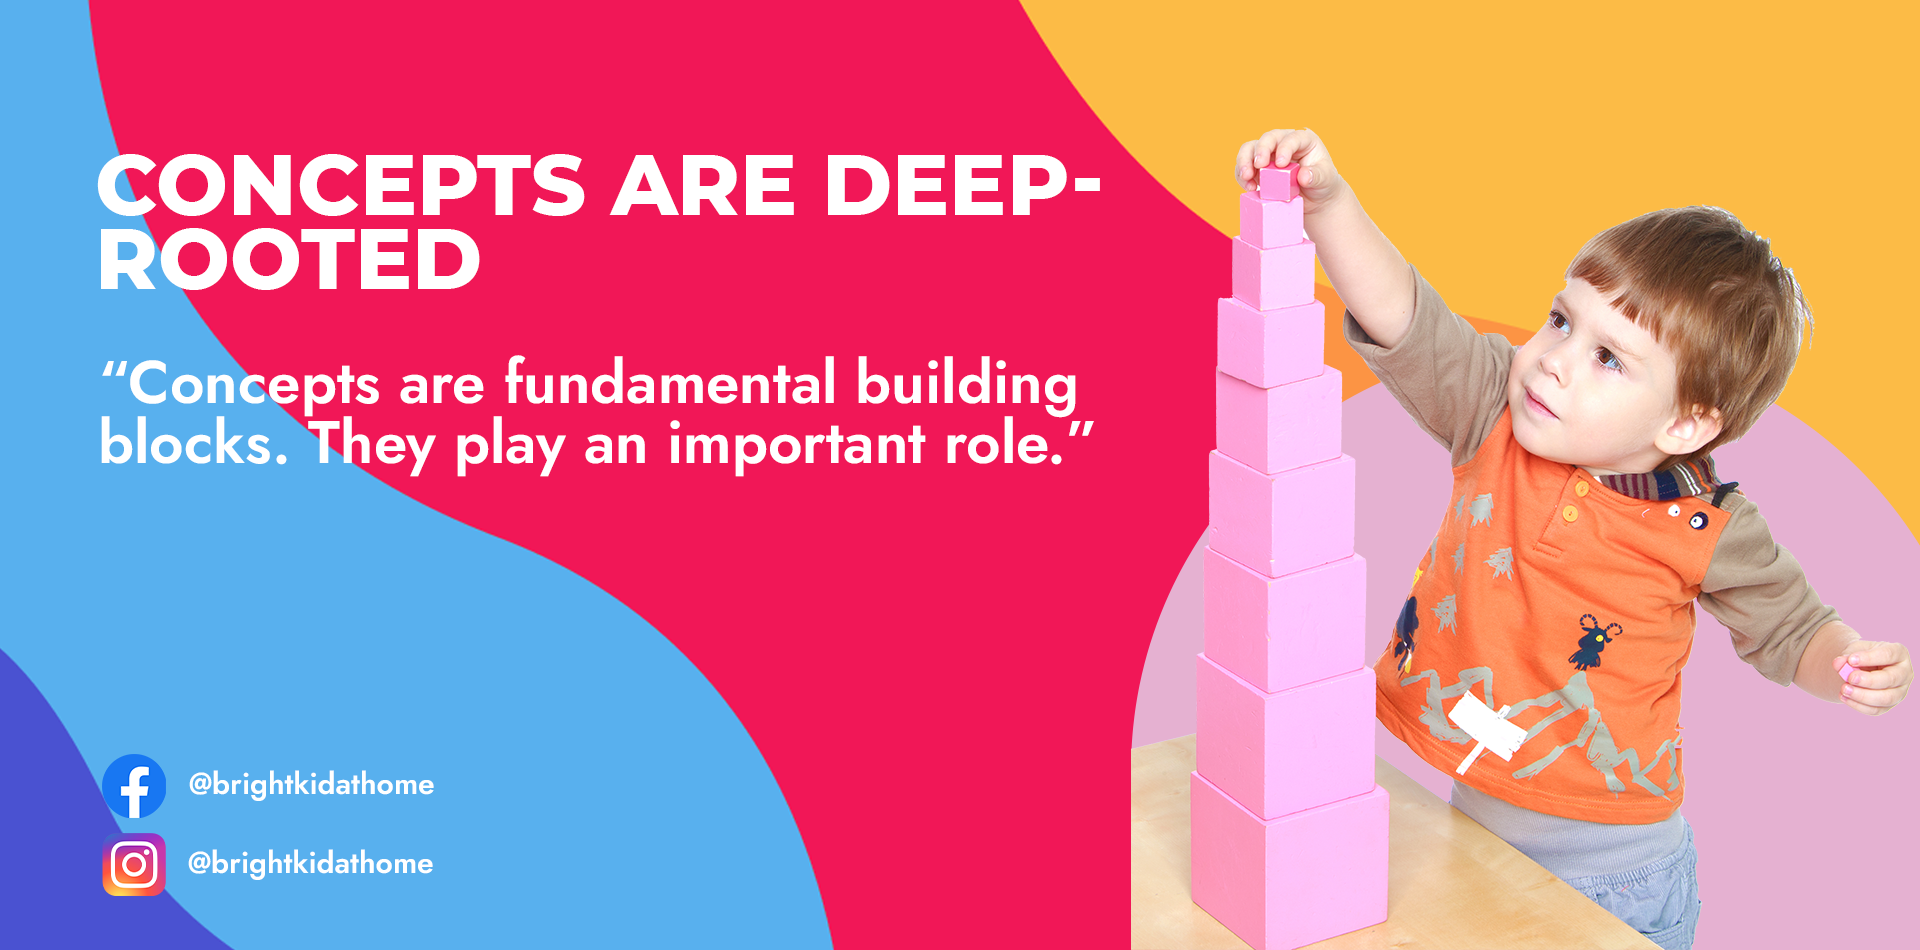 CONCEPTS ARE DEEP-
ROOTED
“Concepts are fundamental building
blocks. They play an important role.”
@brightkidathome
@brightkidathome